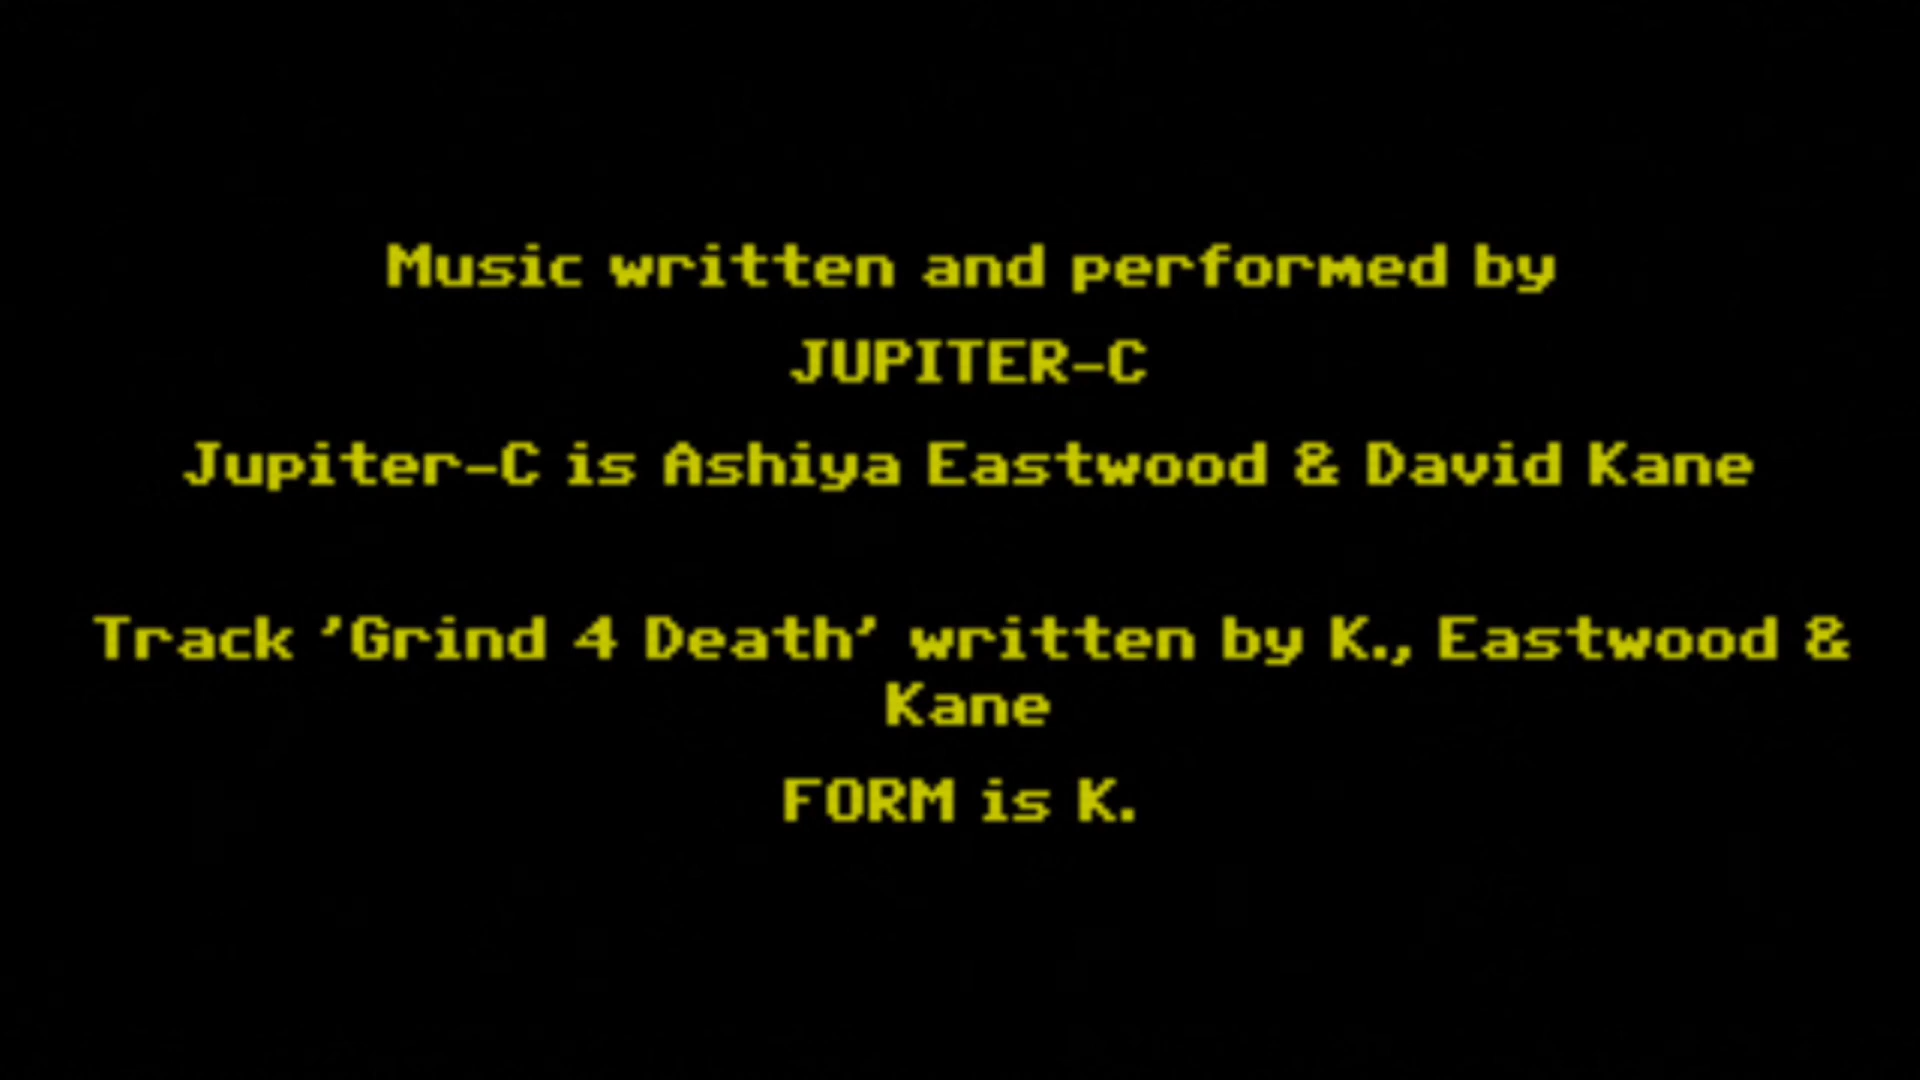 Music written and performed by
JUPITER-C
Jupiter-C is Ashiya Eastwood & David Kane
Track 'Grind 4 Death' written by K., Eastwood &
Kane
FORM is K.